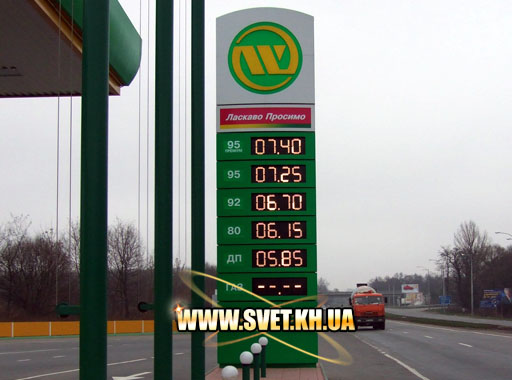 Ласкаво Просимо
95 07.40
95 07.25
92 06.70
80 06.15
ДП 05.85
ГАЗ --.--
WWW.SVET.KH.UA